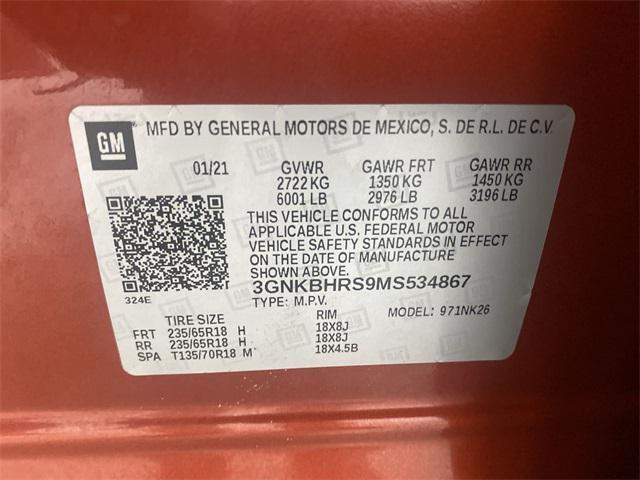 GM ® MFD BY GENERAL MOTORS DE MEXICO, S. DE R.L. DE C.V.
01/21 GVWR GAWR FRT GAWR RR
2722 KG 1350 KG 1450 KG
6001 LB 2976 LB 3196 LB
THIS VEHICLE CONFORMS TO ALL
APPLICABLE U.S. FEDERAL MOTOR
VEHICLE SAFETY STANDARDS IN EFFECT
ON THE DATE OF MANUFACTURE
SHOWN ABOVE.
324E
3GNKBHRS9MS534867
TYPE: M.P.V. MODEL: 971NK26
TIRE SIZE RIM
FRT 235/65R18 H 18X8J
RR 235/65R18 H 18X8J
SPA T135/70R18 M 18X4.5B